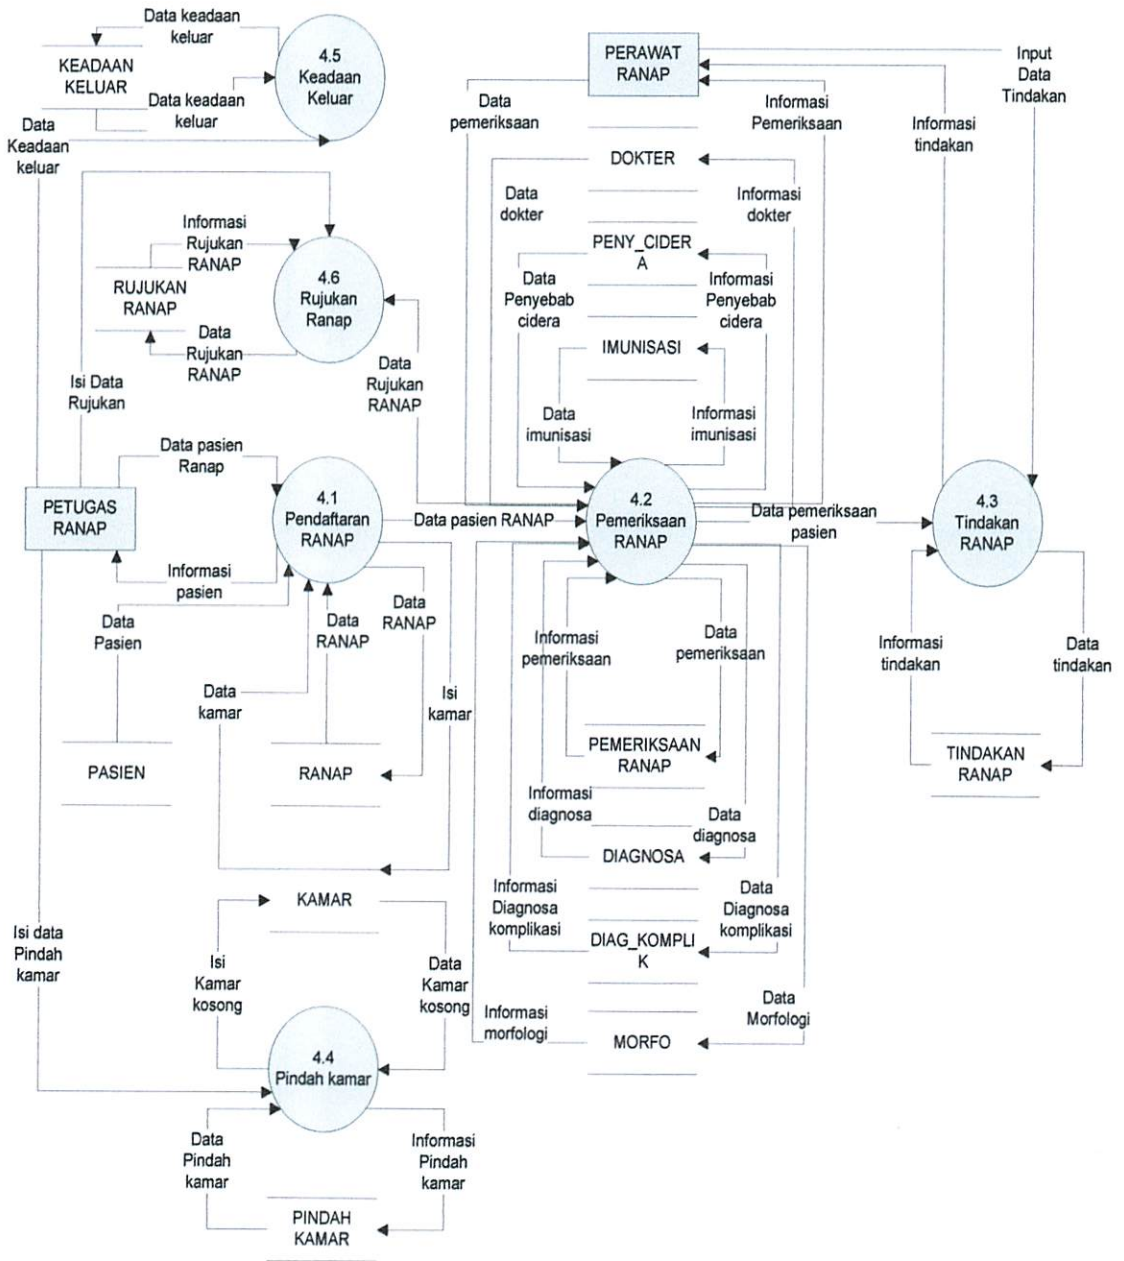 Data keadaan
keluar
KEADAAN
KELUAR
4.5
Keadaan
Keluar
Data keadaan
keluar
Data
Keadaan
keluar
PERAWAT
RANAP
Input
Data
Tindakan
Data
pemeriksaan
Informasi
Pemeriksaan
Informasi
tindakan
DOKTER
Data
dokter
Informasi
dokter
Informasi
Rujukan
RANAP
RUJUKAN
RANAP
4.6
Rujukan
Ranap
Data
Rujukan
RANAP
PENY_CIDER
A
Data
Penyebab
cidera
Informasi
Penyebab
cidera
IMUNISASI
Data
imunisasi
Informasi
imunisasi
Isi Data
Rujukan
Data
Rujukan
RANAP
Data pasien
Ranap
PETUGAS
RANAP
4.1
Pendaftaran
RANAP
Data pasien RANAP
4.2
Pemeriksaan
RANAP
Data pemeriksaan
pasien
4.3
Tindakan
RANAP
Informasi
pasien
Data
Pasien
Data
RANAP
Data
RANAP
Informasi
pemeriksaan
Data
pemeriksaan
Informasi
tindakan
Data
tindakan
Data
kamar
Isi
kamar
PASIEN
RANAP
PEMERIKSAAN
RANAP
TINDAKAN
RANAP
Informasi
diagnosa
Data
diagnosa
DIAGNOSA
KAMAR
Informasi
Diagnosa
komplikasi
Data
Diagnosa
komplikasi
DIAG_KOMPLI
K
Isi data
Pindah
kamar
Isi
Kamar
kosong
Data
Kamar
kosong
Informasi
morfologi
Data
Morfologi
MORFO
4.4
Pindah kamar
Data
Pindah
kamar
Informasi
Pindah
kamar
PINDAH
KAMAR